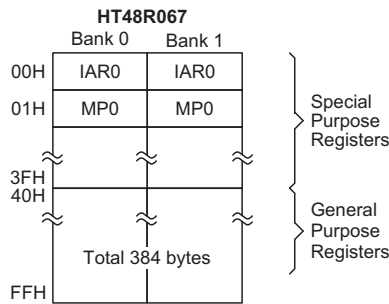 HT48R067
Bank 0 Bank 1
00H IAR0 IAR0
01H MP0 MP0
Special
Purpose
Registers
3FH
40H
General
Purpose
Registers
Total 384 bytes
FFH